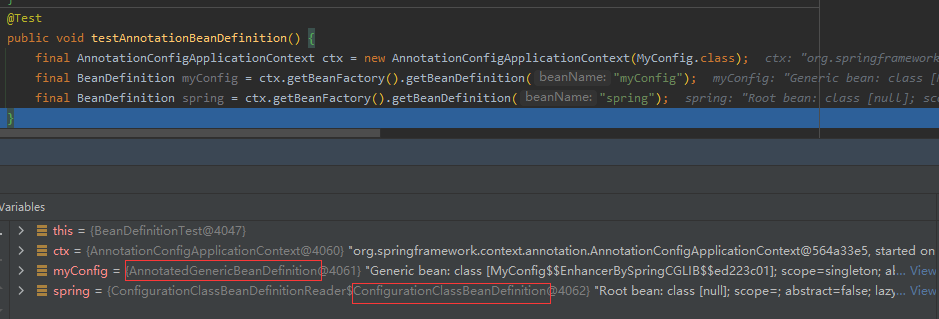 }
@Test
public void testAnnotationBeanDefinition() {
final AnnotationConfigApplicationContext ctx = new AnnotationConfigApplicationContext(MyConfig.class); ctx: "org.springframework
final BeanDefinition myConfig = ctx.getBeanFactory().getBeanDefinition( beanName: "myConfig"); myConfig: "Generic bean: class [
final BeanDefinition spring = ctx.getBeanFactory().getBeanDefinition( beanName: "spring"); spring: "Root bean: class [null]; sco
}
Variables
this = {BeanDefinitionTest@4047}
ctx = {AnnotationConfigApplicationContext@4060} "org.springframework.context.annotation.AnnotationConfigApplicationContext@564a33e5, started on
myConfig = {AnnotatedGenericBeanDefinition@4061} "Generic bean: class [MyConfig$$EnhancerBySpringCGLIB$$ed223c01]; scope=singleton; ab... View
spring = {ConfigurationClassBeanDefinitionReader$ConfigurationClassBeanDefinition@4062} "Root bean: class [null]; scope=; abstract=false; lazy... View